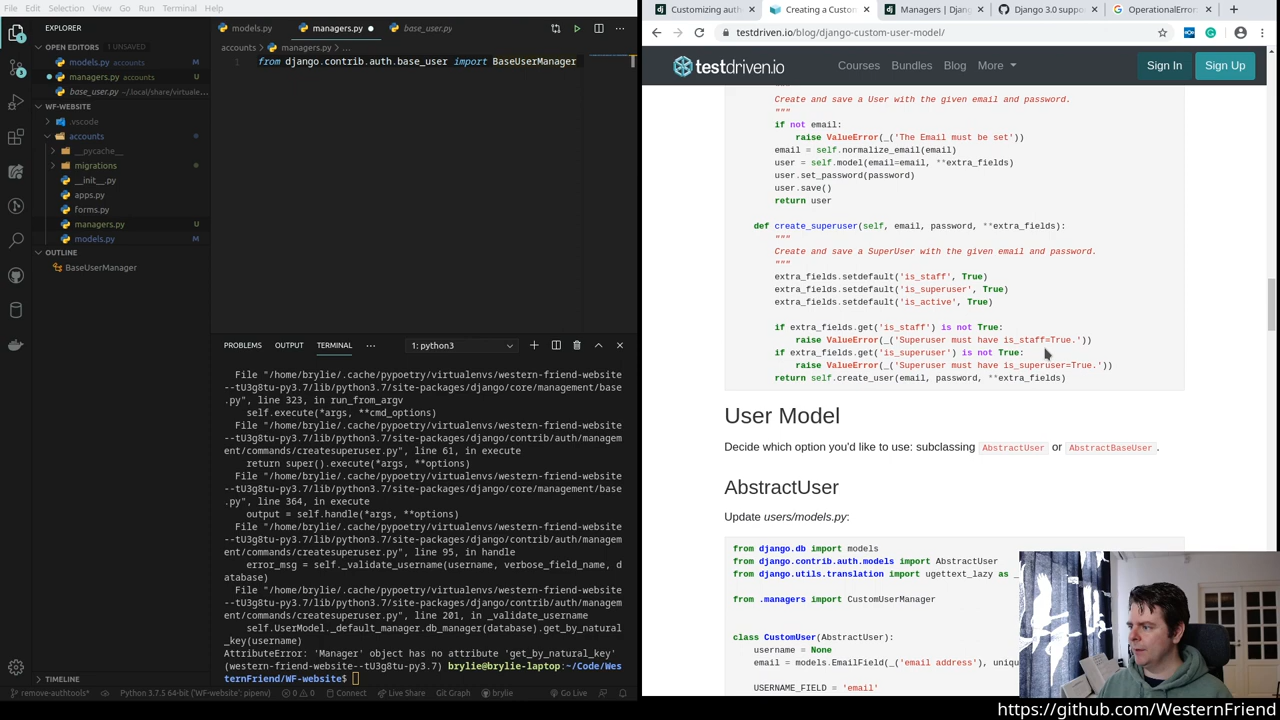 File Edit Selection View Go Run Terminal
EXPLORER
OPEN EDITORS 1 UNSAVED
models.py accounts
managers.py accounts U
base_user.py ~/.local/share/virtuale...
WF-WEBSITE
.vscode
accounts
__pycache__
migrations
__init__.py
apps.py
forms.py
managers.py U
models.py M
OUTLINE
BaseUserManager
TIMELINE
models.py
managers.py
base_user.py
accounts > managers.py > ...
1 from django.contrib.auth.base_user import BaseUserManager
PROBLEMS OUTPUT TERMINAL 1: python3
File "/home/brylie/.cache/pypoetry/virtualenvs/western-friend-website
--tU3g8tu-py3.7/lib/python3.7/site-packages/django/core/management/base
.py", line 323, in run_from_argv
self.execute(*args, **cmd_options)
File "/home/brylie/.cache/pypoetry/virtualenvs/western-friend-website
--tU3g8tu-py3.7/lib/python3.7/site-packages/django/contrib/auth/manage
ment/commands/createsuperuser.py", line 61, in execute
return super().execute(*args, **options)
File "/home/brylie/.cache/pypoetry/virtualenvs/western-friend-website
--tU3g8tu-py3.7/lib/python3.7/site-packages/django/core/management/base
.py", line 364, in execute
output = self.handle(*args, **options)
File "/home/brylie/.cache/pypoetry/virtualenvs/western-friend-website
--tU3g8tu-py3.7/lib/python3.7/site-packages/django/contrib/auth/managem
ent/commands/createsuperuser.py", line 95, in handle
error_msg = self._validate_username(username, verbose_field_name, d
atabase)
File "/home/brylie/.cache/pypoetry/virtualenvs/western-friend-website
--tU3g8tu-py3.7/lib/python3.7/site-packages/django/contrib/auth/managem
ent/commands/createsuperuser.py", line 201, in _validate_username
self.UserModel._default_manager.db_manager(database).get_by_natural
_key(username)
AttributeError: 'Manager' object has no attribute 'get_by_natural_key'
(western-friend-website--tU3g8tu-py3.7) brylie@brylie-laptop:~/Code/Wes
ternFriend/WF-website$
remove-authtools* Python 3.7.5 64-bit ('WF-website': pipenv) 0 0 Connect Live Share Git Graph brylie Go Live
Customizing auth
Creating a Custom
Managers | Djang
Django 3.0 suppo
OperationalError:
testdriven.io/blog/django-custom-user-model/
testdriven.io Courses Bundles Blog More Sign In Sign Up
"""
Create and save a User with the given email and password.
"""
if not email:
raise ValueError(_('The Email must be set'))
email = self.normalize_email(email)
user = self.model(email=email, **extra_fields)
user.set_password(password)
user.save()
return user
def create_superuser(self, email, password, **extra_fields):
"""
Create and save a SuperUser with the given email and password.
"""
extra_fields.setdefault('is_staff', True)
extra_fields.setdefault('is_superuser', True)
extra_fields.setdefault('is_active', True)
if extra_fields.get('is_staff') is not True:
raise ValueError(_('Superuser must have is_staff=True.'))
if extra_fields.get('is_superuser') is not True:
raise ValueError(_('Superuser must have is_superuser=True.'))
return self.create_user(email, password, **extra_fields)
User Model
Decide which option you'd like to use: subclassing AbstractUser or AbstractBaseUser.
AbstractUser
Update users/models.py:
from django.db import models
from django.contrib.auth.models import AbstractUser
from django.utils.translation import ugettext_lazy as _
from .managers import CustomUserManager
class CustomUser(AbstractUser):
username = None
email = models.EmailField(_('email address'), uniqu
USERNAME_FIELD = 'email'
https://github.com/WesternFriend